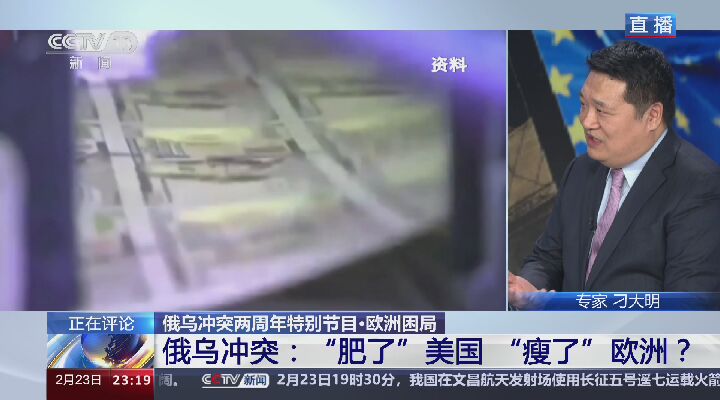 CCTV 13
新闻
资料
直播
专家 刁大明
正在评论
俄乌冲突两周年特别节目·欧洲困局
俄乌冲突：“肥了”美国 “瘦了”欧洲？
2月23日 23:19
阔。 CCTV 新闻 2月23日19时30分，我国在文昌航天发射场使用长征五号遥七运载火箭